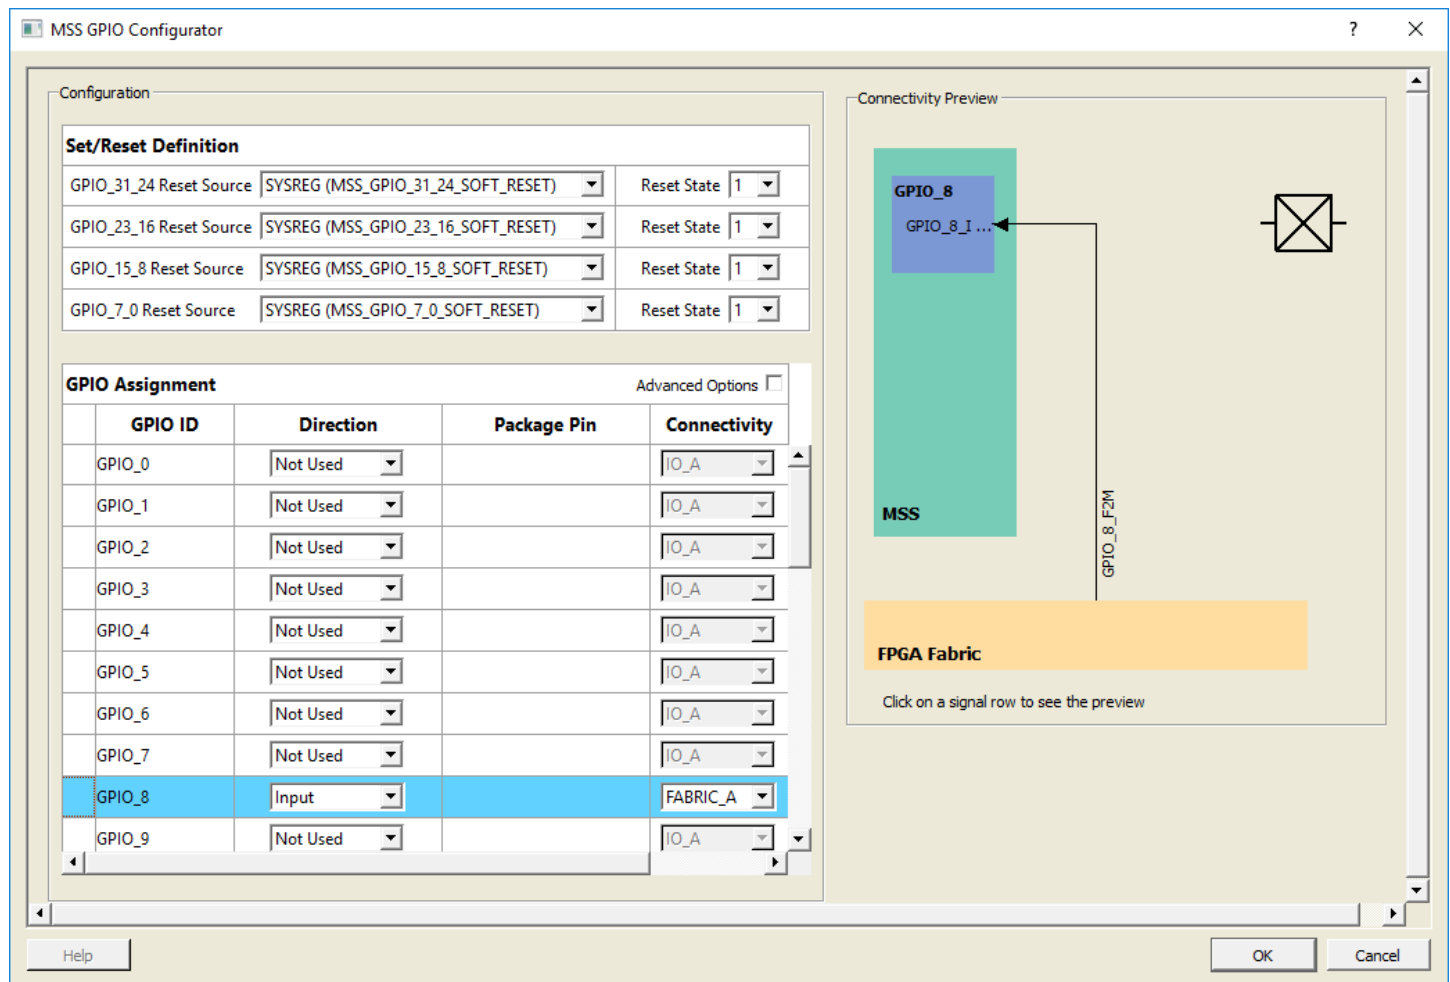 MSS GPIO Configurator
?
Configuration
Set/Reset Definition
GPIO_31_24 Reset Source SYSREG (MSS_GPIO_31_24_SOFT_RESET) Reset State 1
GPIO_23_16 Reset Source SYSREG (MSS_GPIO_23_16_SOFT_RESET) Reset State 1
GPIO_15_8 Reset Source SYSREG (MSS_GPIO_15_8_SOFT_RESET) Reset State 1
GPIO_7_0 Reset Source SYSREG (MSS_GPIO_7_0_SOFT_RESET) Reset State 1
GPIO Assignment Advanced Options
GPIO ID Direction Package Pin Connectivity
GPIO_0 Not Used IO_A
GPIO_1 Not Used IO_A
GPIO_2 Not Used IO_A
GPIO_3 Not Used IO_A
GPIO_4 Not Used IO_A
GPIO_5 Not Used IO_A
GPIO_6 Not Used IO_A
GPIO_7 Not Used IO_A
GPIO_8 Input FABRIC_A
GPIO_9 Not Used IO_A
Connectivity Preview
GPIO_8
GPIO_8_I ...
MSS
GPIO_8_F2M
FPGA Fabric
Click on a signal row to see the preview
Help
OK
Cancel